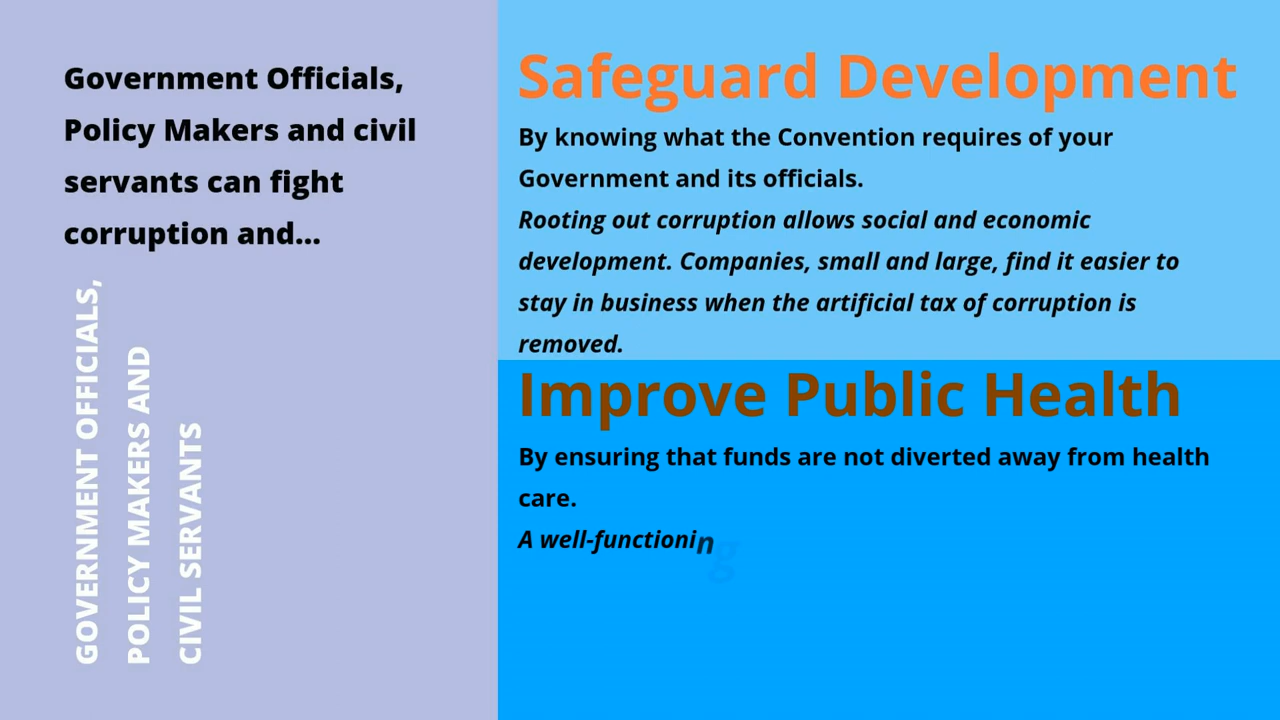 Government Officials,
Policy Makers and civil
servants can fight
corruption and...
GOVERNMENT OFFICIALS,
POLICY MAKERS AND
CIVIL SERVANTS
Safeguard Development
By knowing what the Convention requires of your
Government and its officials.
Rooting out corruption allows social and economic
development. Companies, small and large, find it easier to
stay in business when the artificial tax of corruption is
removed.
Improve Public Health
By ensuring that funds are not diverted away from health
care.
A well-functioning